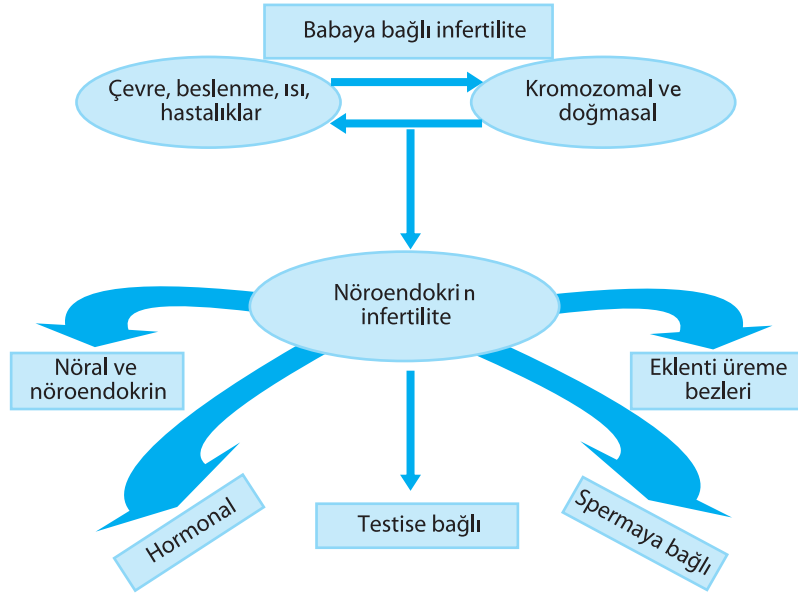 Babaya bağlı infertilite
Çevre, beslenme, ısı,
hastalıklar
Kromozomal ve
doğmasal
Nöroendokrin
infertilite
Nöral ve
nöroendokrin
Eklenti üreme
bezleri
Hormonal
Testise bağlı
Spermaya bağlı